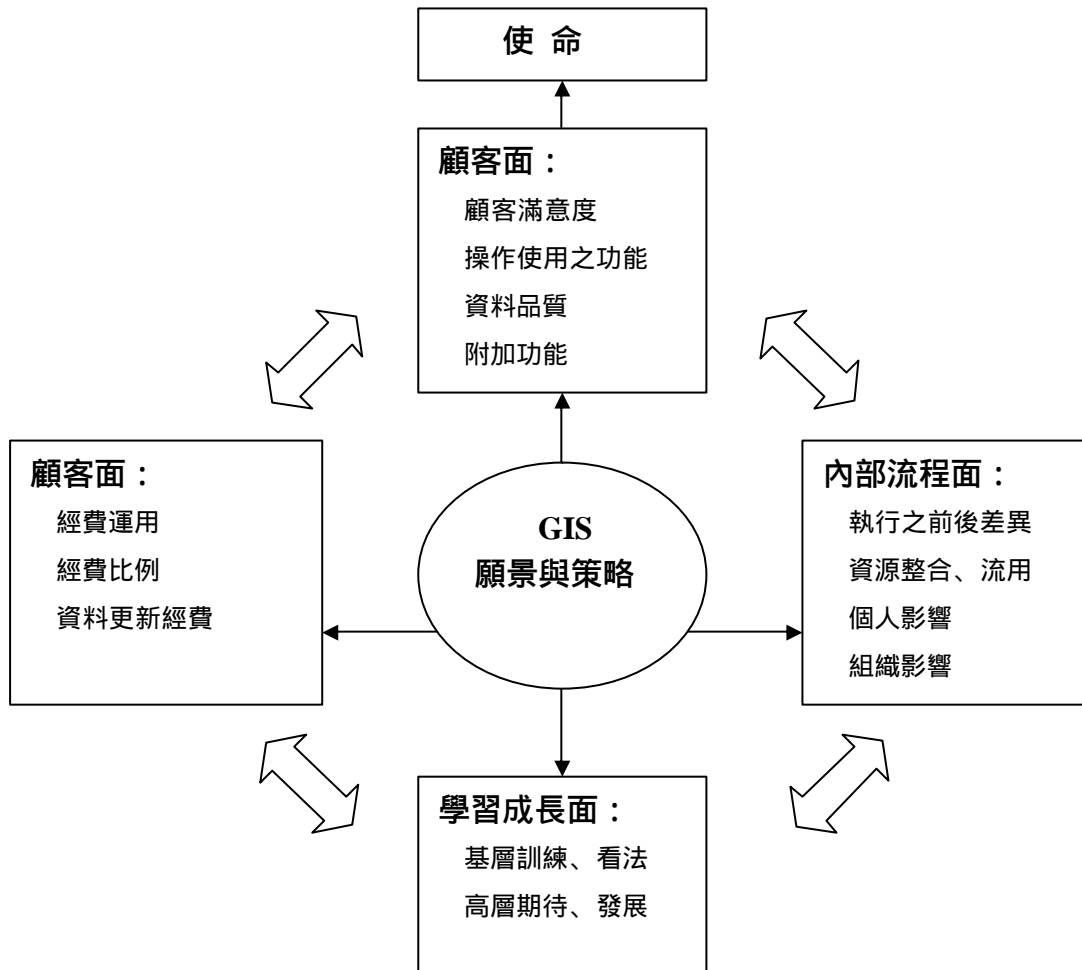 使 命
顧客面：
顧客滿意度
操作使用之功能
資料品質
附加功能
顧客面：
經費運用
經費比例
資料更新經費
GIS
願景與策略
內部流程面：
執行之前後差異
資源整合、流用
個人影響
組織影響
學習成長面：
基層訓練、看法
高層期待、發展